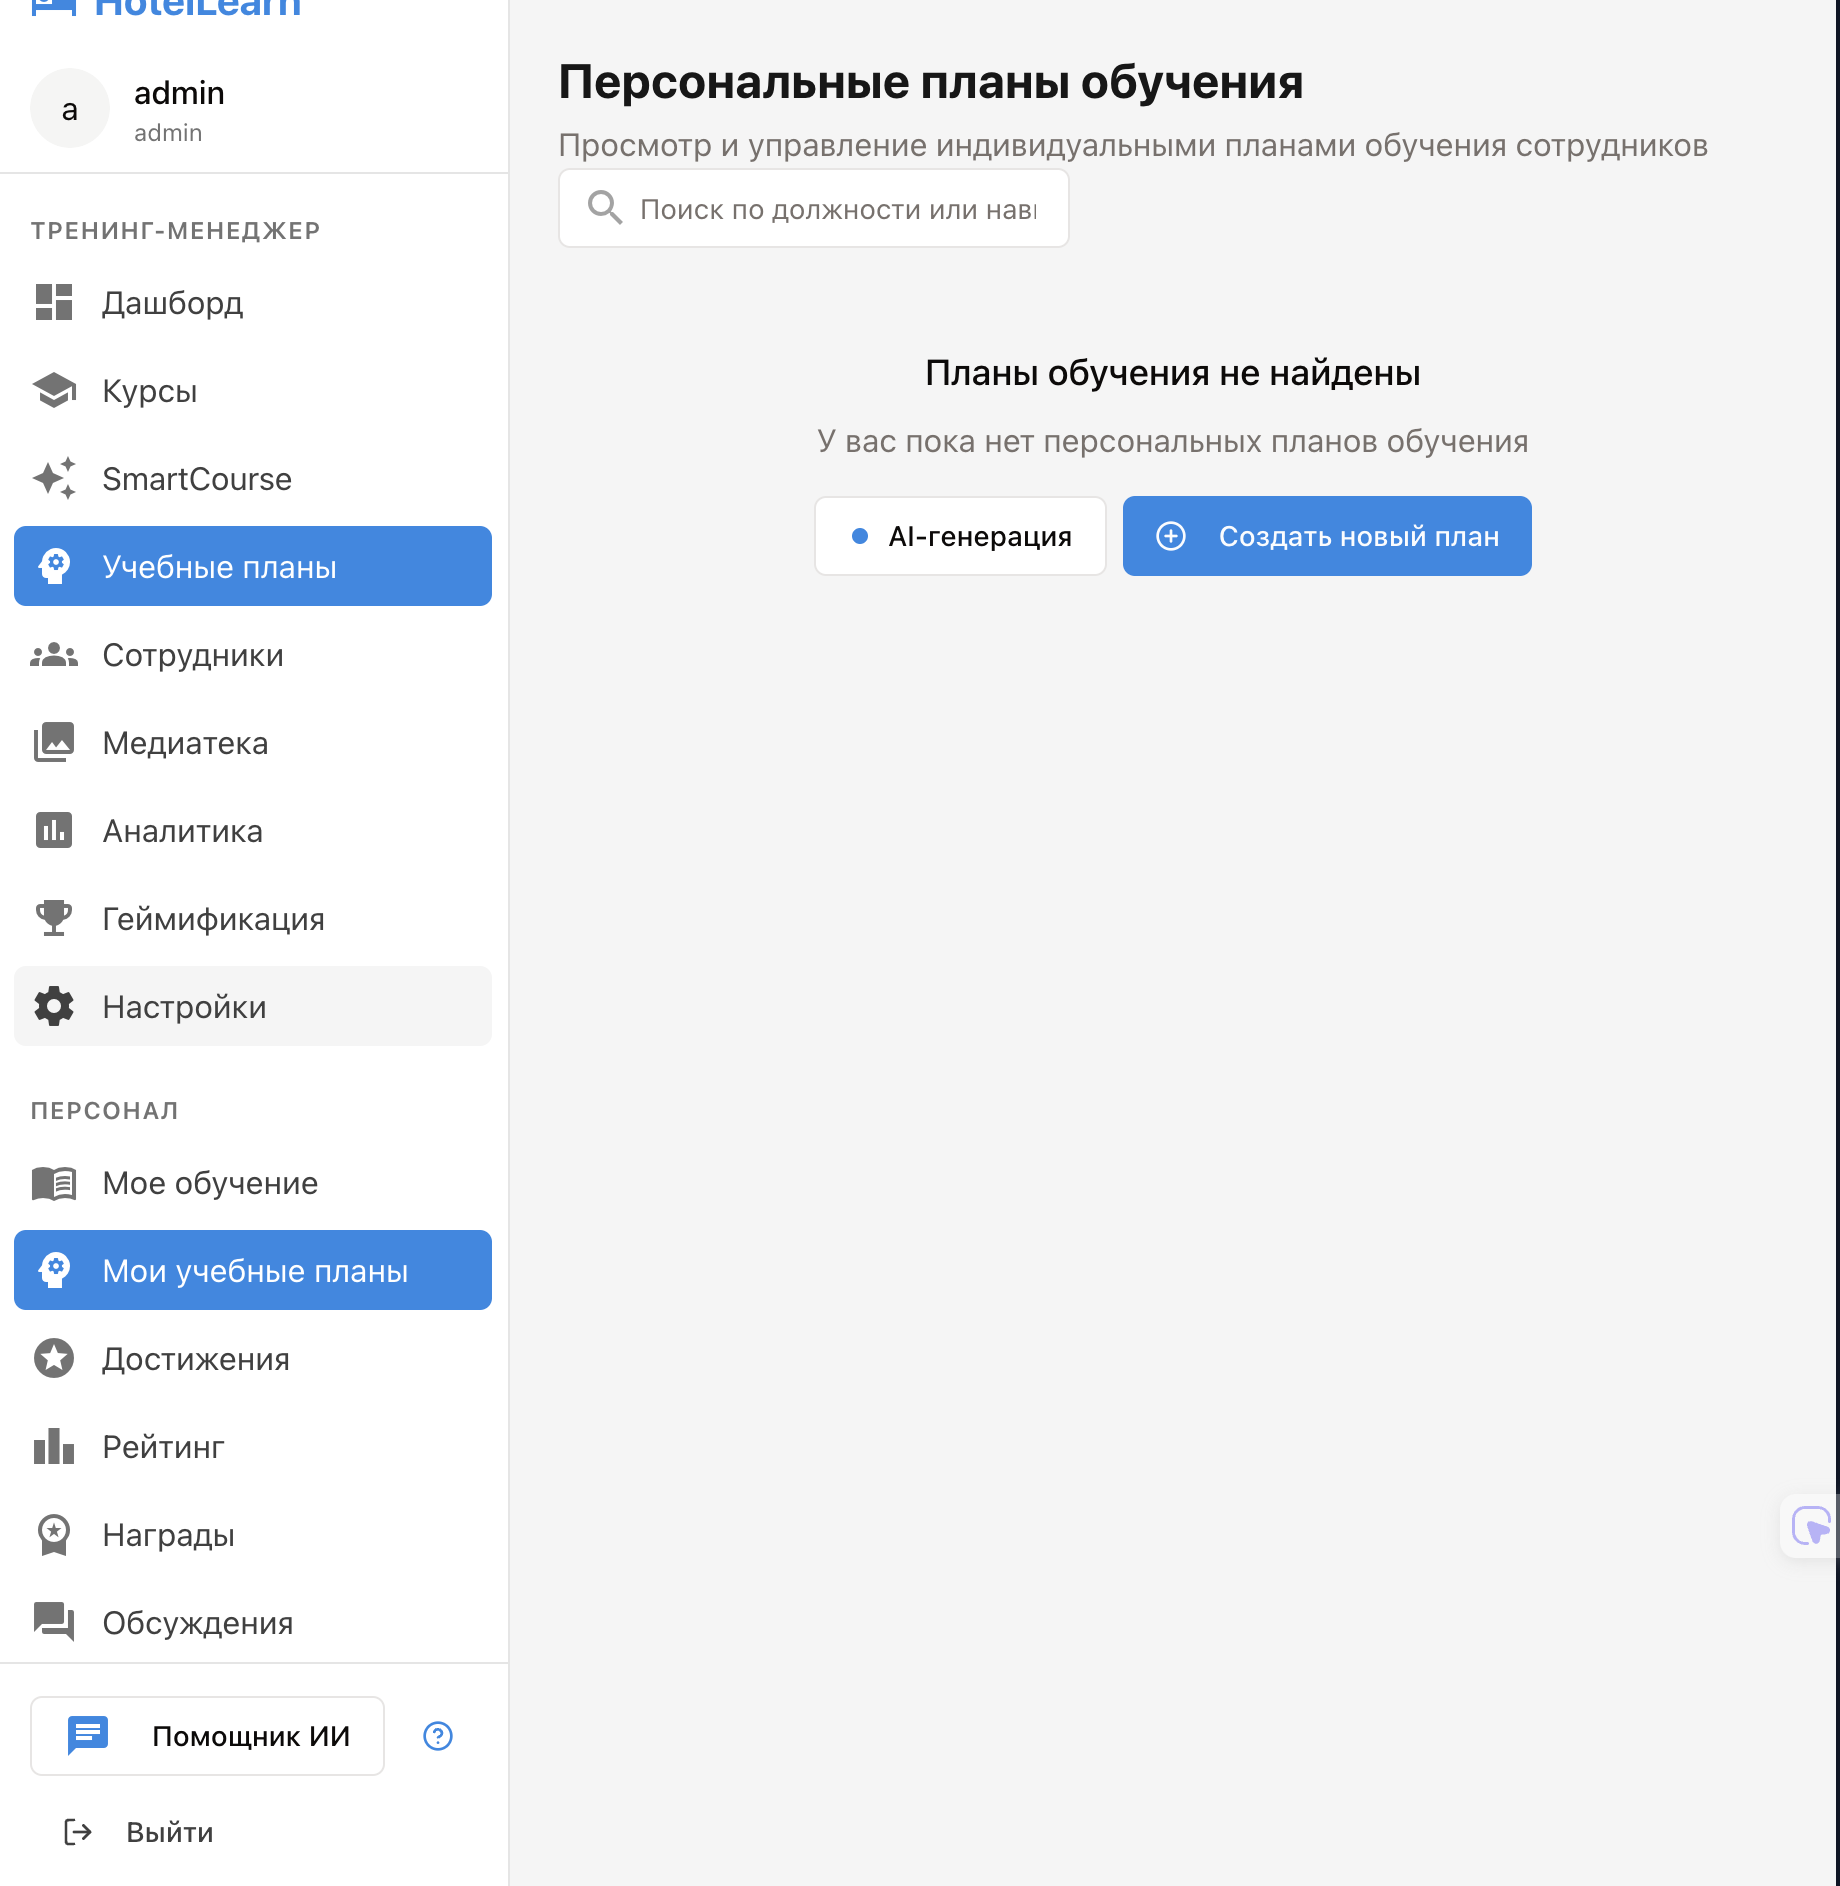 HotelLearn
a
admin
admin
ТРЕНИНГ-МЕНЕДЖЕР
Дашборд
Курсы
SmartCourse
Учебные планы
Сотрудники
Медиатека
Аналитика
Геймификация
Настройки
ПЕРСОНАЛ
Мое обучение
Мои учебные планы
Достижения
Рейтинг
Награды
Обсуждения
Помощник ИИ
?
Выйти
Персональные планы обучения
Просмотр и управление индивидуальными планами обучения сотрудников
Поиск по должности или нав
Планы обучения не найдены
У вас пока нет персональных планов обучения
AI-генерация
Создать новый план